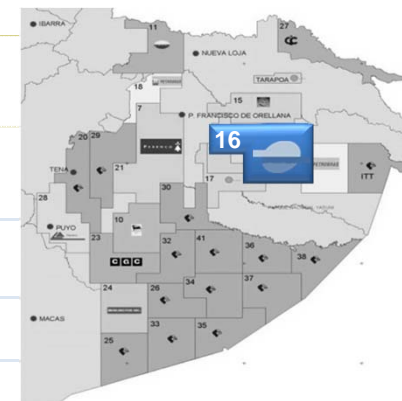 IBARRA
11
27
NUEVA LOJA
TARAPOA
18
7
15
P. FRANCISCO DE ORELLANA
PERENCO
16
20
29
TENA
21
17
ITT
28
30
PUYO
10
23
CGC
32
41
36
38
24
26
34
37
MACAS
33
35
25